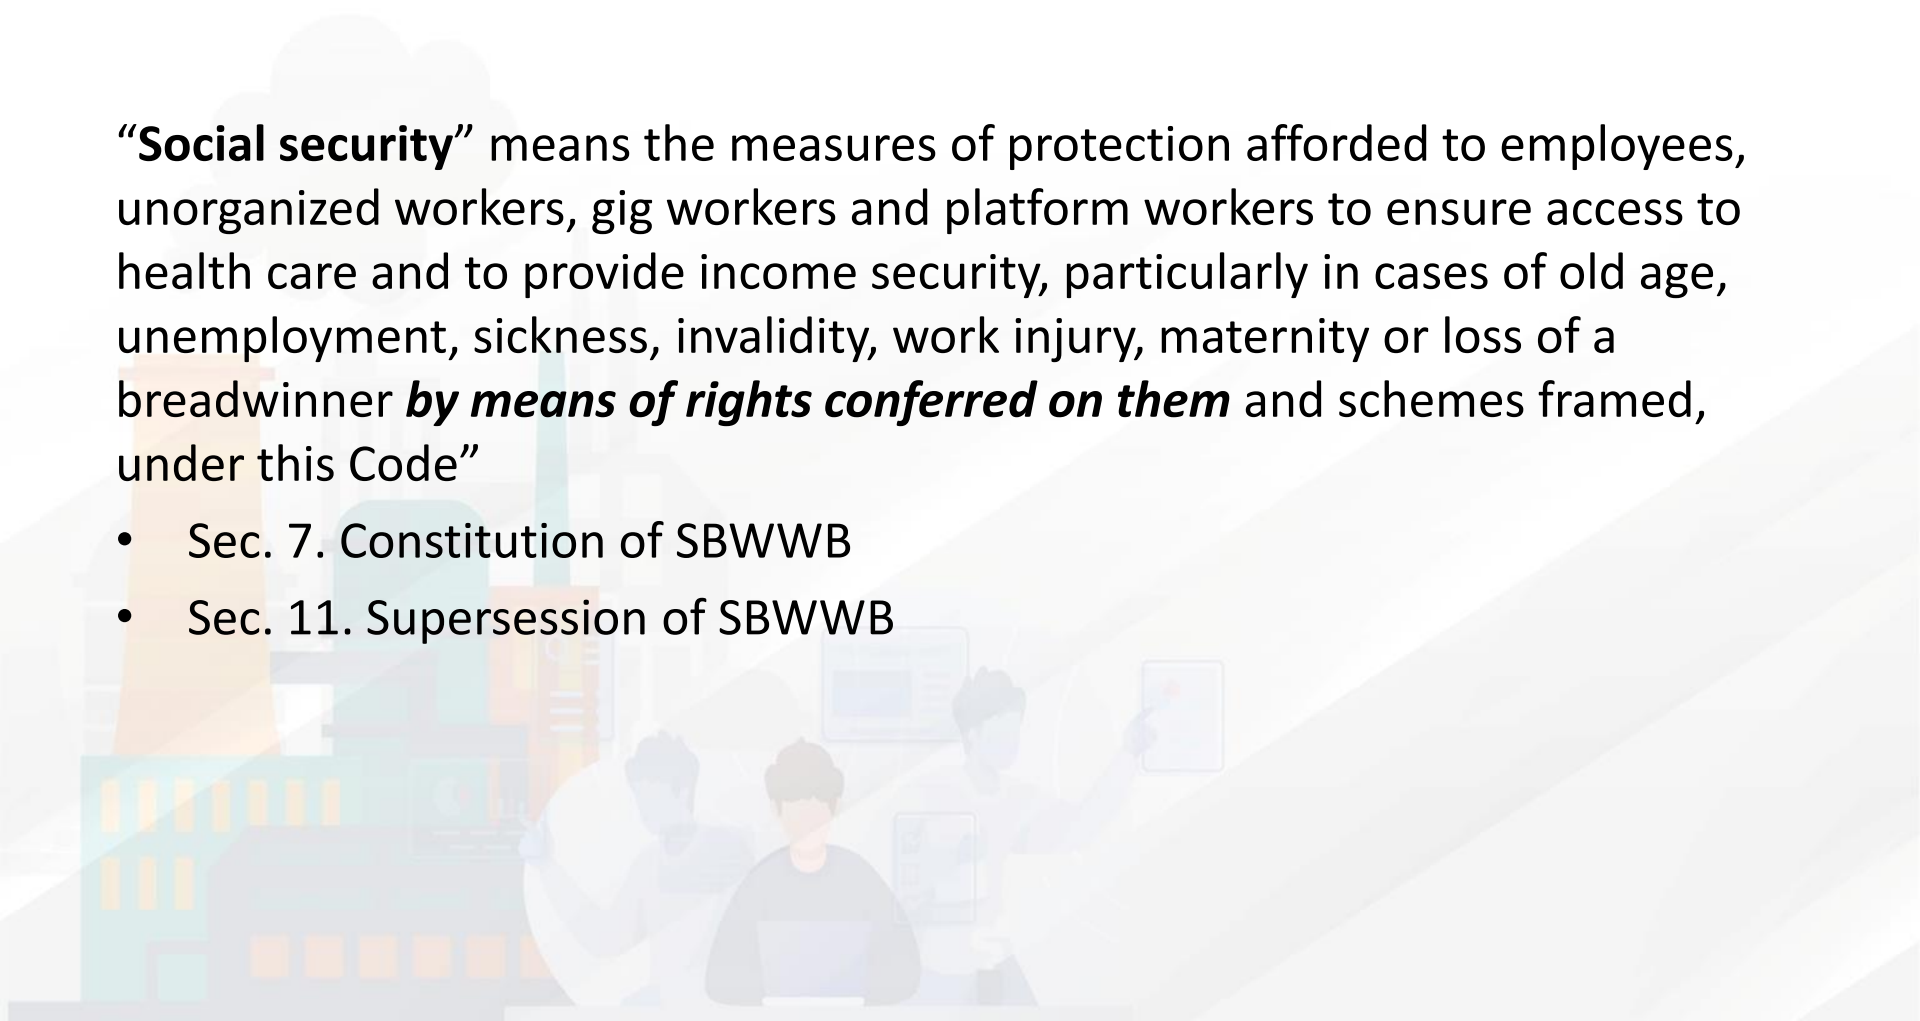 “Social security” means the measures of protection afforded to employees,
unorganized workers, gig workers and platform workers to ensure access to
health care and to provide income security, particularly in cases of old age,
unemployment, sickness, invalidity, work injury, maternity or loss of a
breadwinner by means of rights conferred on them and schemes framed,
under this Code”
• Sec. 7. Constitution of SBWWB
• Sec. 11. Supersession of SBWWB